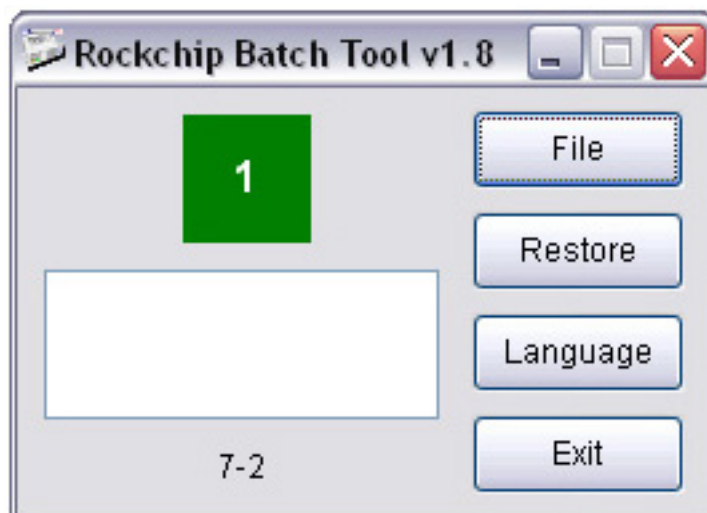 Rockchip Batch Tool v1.8
1
File
Restore
Language
7-2
Exit